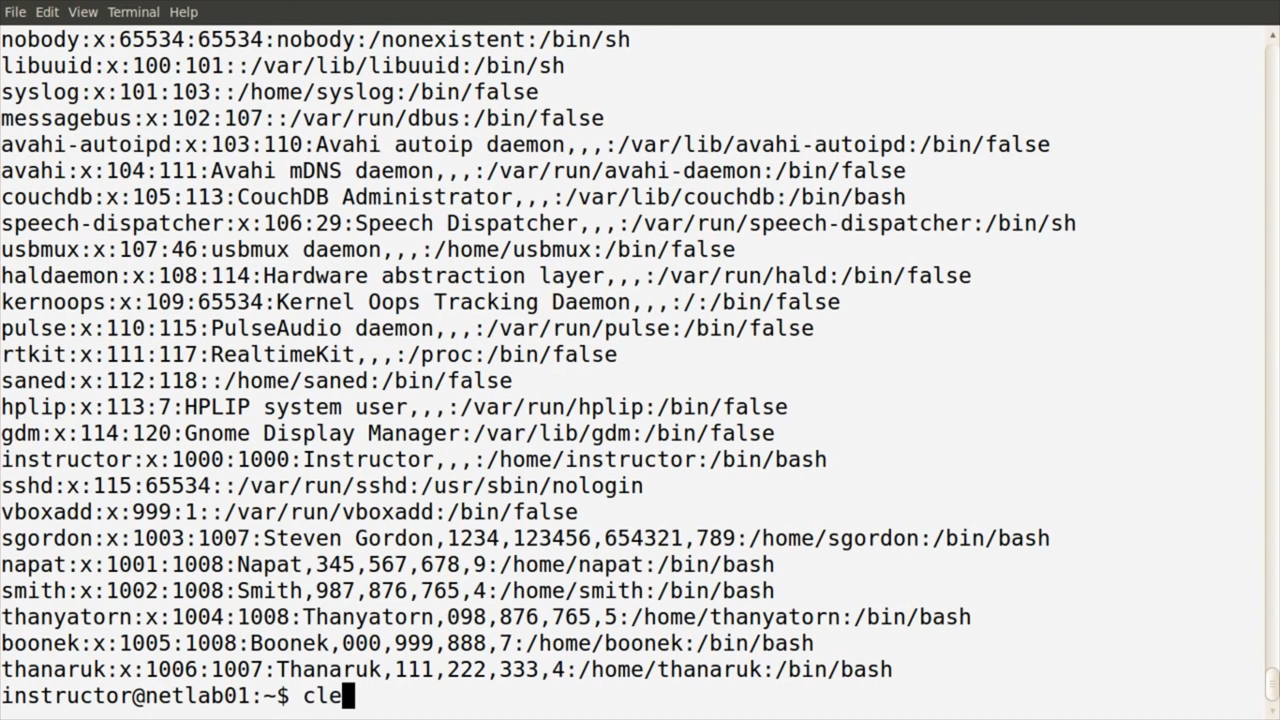 File Edit View Terminal Help
nobody:x:65534:65534:nobody:/nonexistent:/bin/sh
libuuid:x:100:101::/var/lib/libuuid:/bin/sh
syslog:x:101:103::/home/syslog:/bin/false
messagebus:x:102:107::/var/run/dbus:/bin/false
avahi-autoipd:x:103:110:Avahi autoip daemon,,,:/var/lib/avahi-autoipd:/bin/false
avahi:x:104:111:Avahi mDNS daemon,,,:/var/run/avahi-daemon:/bin/false
couchdb:x:105:113:CouchDB Administrator,,,:/var/lib/couchdb:/bin/bash
speech-dispatcher:x:106:29:Speech Dispatcher,,,:/var/run/speech-dispatcher:/bin/sh
usbmux:x:107:46:usbmux daemon,,,:/home/usbmux:/bin/false
haldaemon:x:108:114:Hardware abstraction layer,,,:/var/run/hald:/bin/false
kernoops:x:109:65534:Kernel Oops Tracking Daemon,,,:/:/bin/false
pulse:x:110:115:PulseAudio daemon,,,:/var/run/pulse:/bin/false
rtkit:x:111:117:RealtimeKit,,,:/proc:/bin/false
saned:x:112:118::/home/saned:/bin/false
hplip:x:113:7:HPLIP system user,,,:/var/run/hplip:/bin/false
gdm:x:114:120:Gnome Display Manager:/var/lib/gdm:/bin/false
instructor:x:1000:1000:Instructor,,,:/home/instructor:/bin/bash
sshd:x:115:65534::/var/run/sshd:/usr/sbin/nologin
vboxadd:x:999:1::/var/run/vboxadd:/bin/false
sgordon:x:1003:1007:Steven Gordon,1234,123456,654321,789:/home/sgordon:/bin/bash
napat:x:1001:1008:Napat,345,567,678,9:/home/napat:/bin/bash
smith:x:1002:1008:Smith,987,876,765,4:/home/smith:/bin/bash
thanyatorn:x:1004:1008:Thanyatorn,098,876,765,5:/home/thanyatorn:/bin/bash
boonek:x:1005:1008:Boonek,000,999,888,7:/home/boonek:/bin/bash
thanaruk:x:1006:1007:Thanaruk,111,222,333,4:/home/thanaruk:/bin/bash
instructor@netlab01:~$ cle